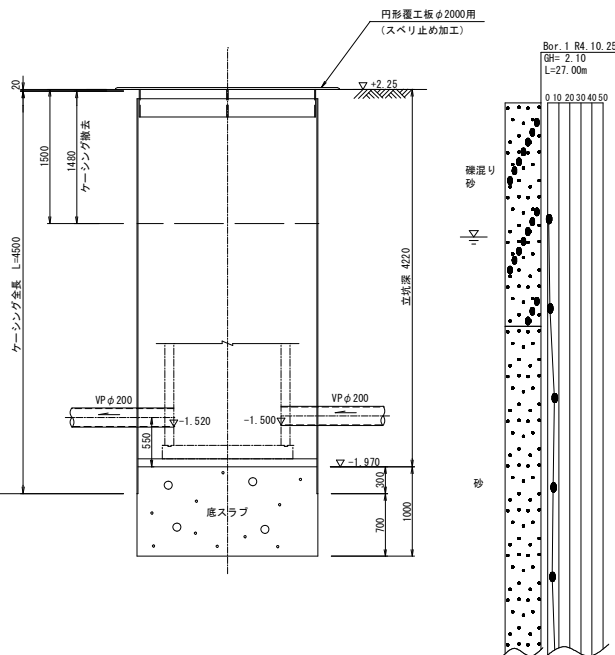 円形覆工板φ2000用
(スベリ止め加工)
+2.25
20
1500
1480
ケーシング撤去
ケーシング全長 L=4500
立坑深 4220
VPφ200
-1.520
-1.500
VPφ200
550
-1.970
300
700
1000
底スラブ
Bor.1 R4.10.25
GH= 2.10
L=27.00m
0 10 20 30 40 50
礫混り
砂
砂